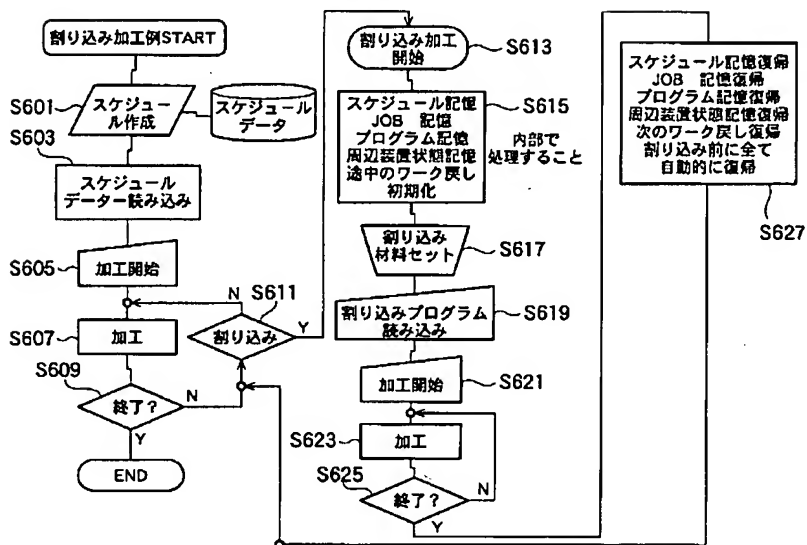 割り込み加工例START
S601
スケジュール
ル作成
スケジュール
データ
S603
スケジュール
データー読み込み
S605
加工開始
S607
加工
S609
終了?
N
Y
END
S611
割り込み
N
Y
割り込み加工
開始
S613
スケジュール記憶
JOB 記憶
プログラム記憶
周辺装置状態記憶
途中のワーク戻し
初期化
S615
内部で
処理すること
割り込み
材料セット
S617
割り込みプログラム
読み込み
S619
加工開始
S621
S623
加工
S625
終了?
N
Y
スケジュール記憶復帰
JOB 記憶復帰
プログラム記憶復帰
周辺装置状態記憶復帰
次のワーク戻し復帰
割り込み前に全て
自動的に復帰
S627